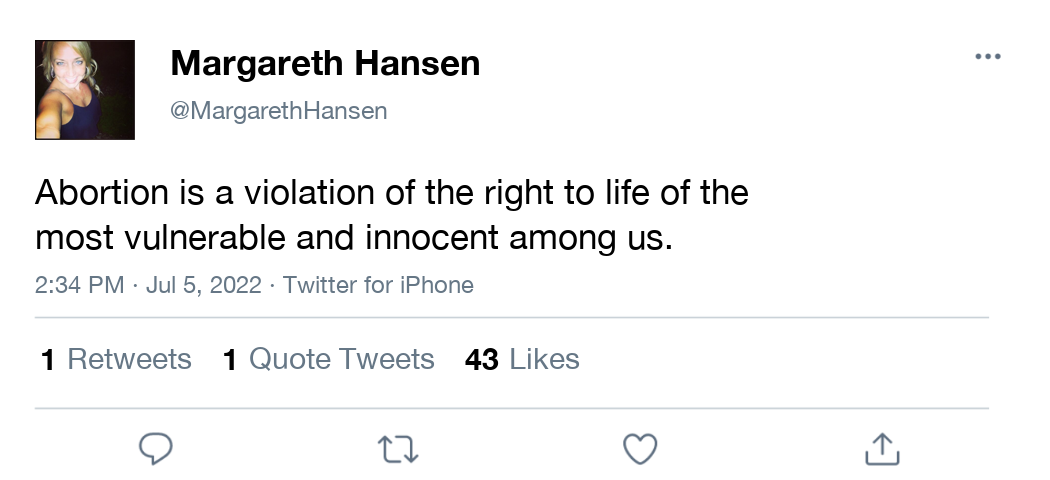 Margareth Hansen
@MargarethHansen
Abortion is a violation of the right to life of the
most vulnerable and innocent among us.
2:34 PM · Jul 5, 2022 · Twitter for iPhone
1 Retweets 1 Quote Tweets 43 Likes